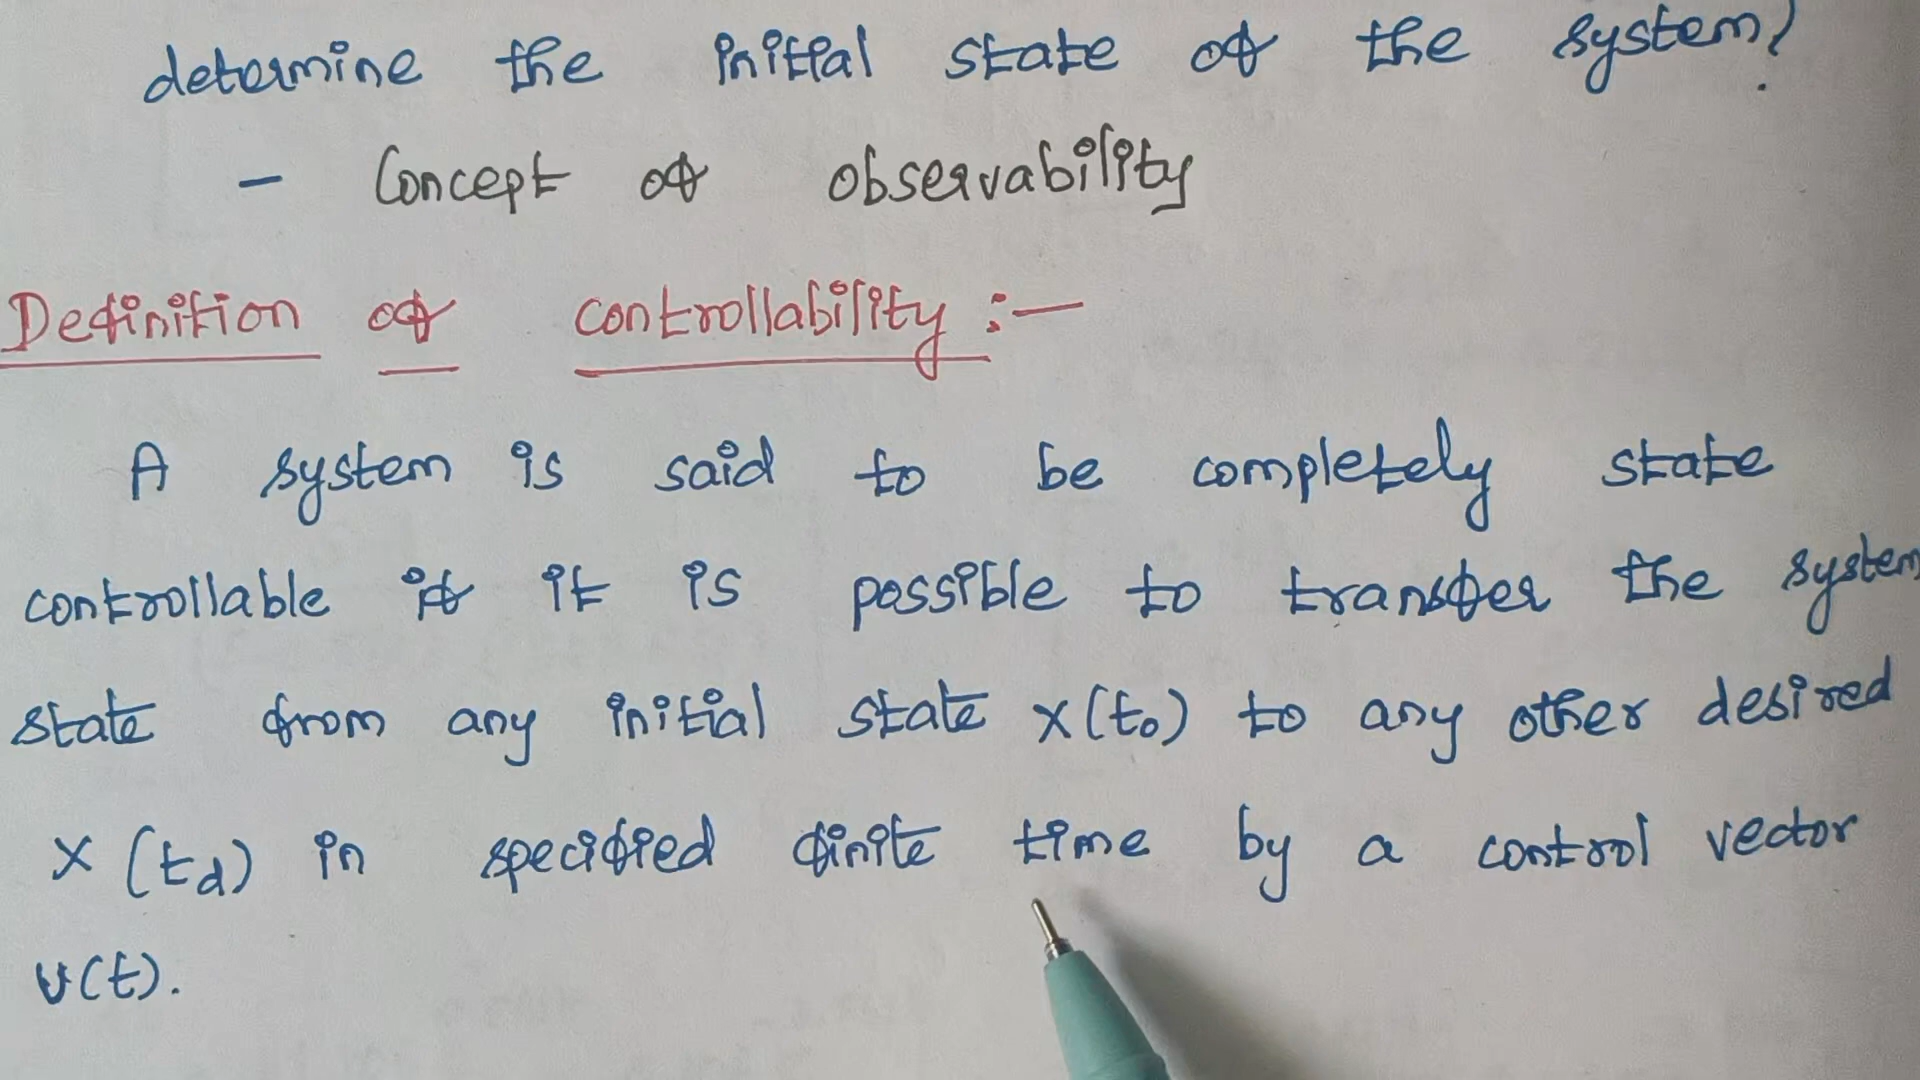 determine the initial state of the system?
- Concept of observability
Definition of controllability :-
A system is said to be completely state
controllable if it is possible to transfer the system
state from any initial state x(t₀) to any other desired
x(t_d) in specified finite time by a control vector
u(t).